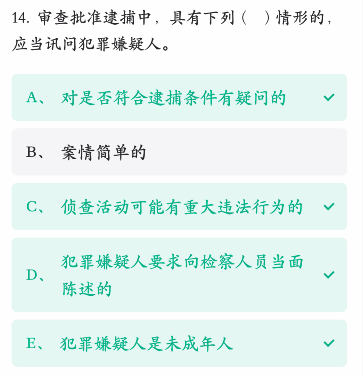 14. 审查批准逮捕中，具有下列（　）情形的，
应当讯问犯罪嫌疑人。
A、 对是否符合逮捕条件有疑问的
B、 案情简单的
C、 侦查活动可能有重大违法行为的
D、 犯罪嫌疑人要求向检察人员当面
陈述的
E、 犯罪嫌疑人是未成年人